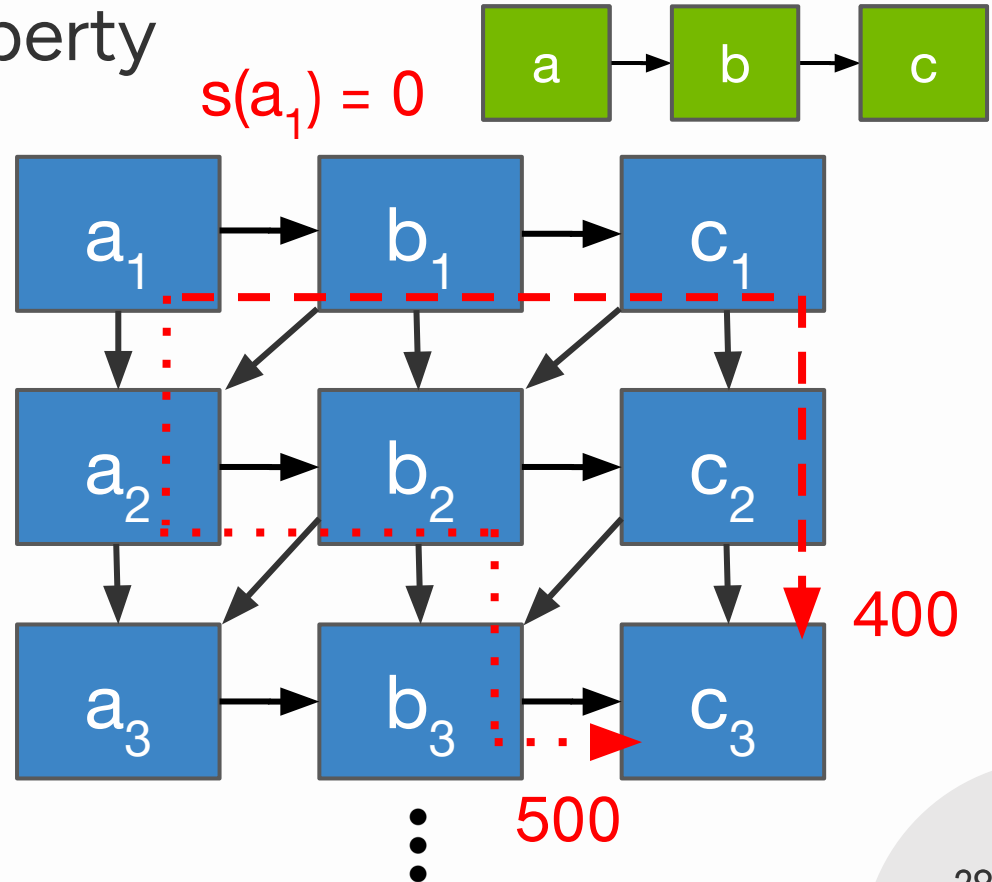 perty
a b c
s(a₁) = 0
a₁ b₁ c₁
a₂ b₂ c₂
400
a₃ b₃ c₃
500